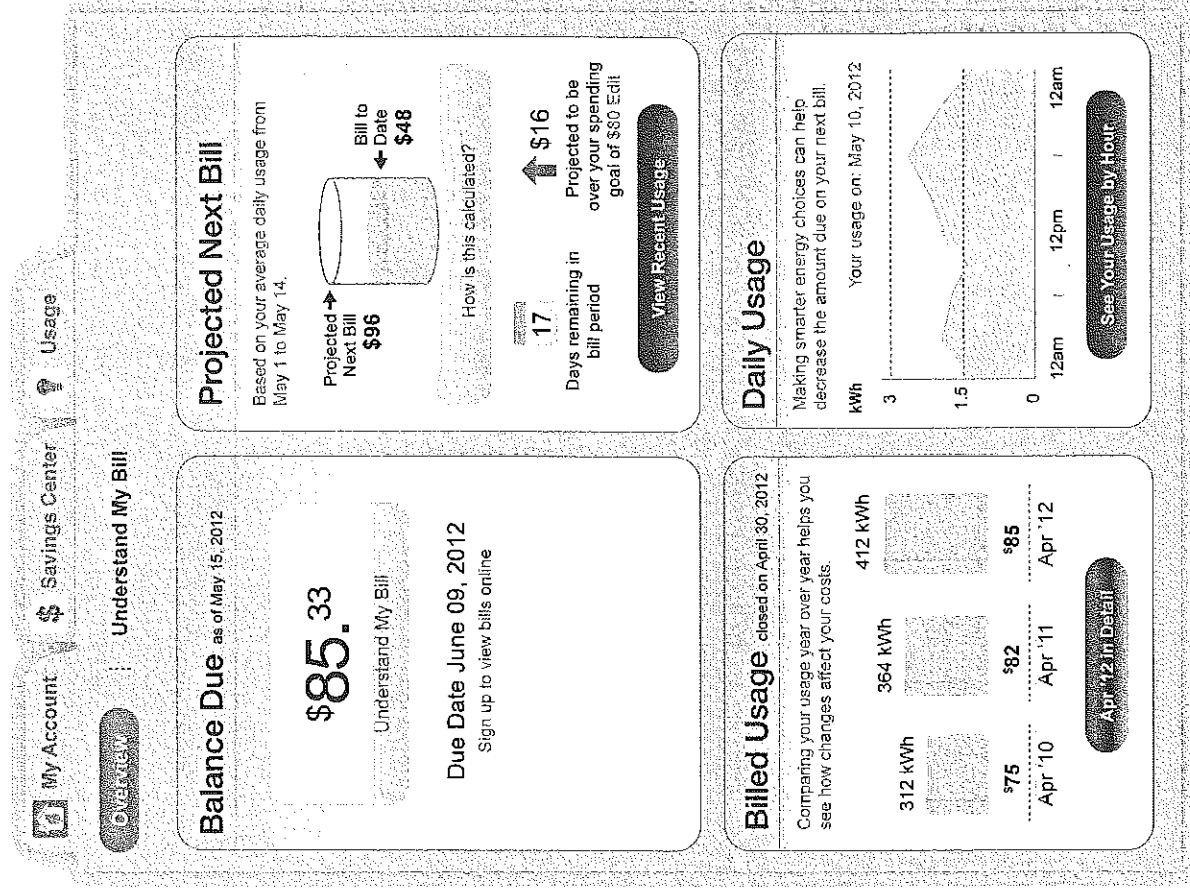 My Account
$ Savings Center
Usage
Overview
Understand My Bill
Balance Due as of May 15, 2012
$85.33
Understand My Bill
Due Date June 09, 2012
Sign up to view bills online
Projected Next Bill
Based on your average daily usage from
May 1 to May 14.
Projected
Next Bill
$96
Bill to
Date
$48
How is this calculated?
17
Days remaining in
bill period
$16
Projected to be
over your spending
goal of $80 Edit
View Recent Usage
Billed Usage closed on April 30, 2012
Comparing your usage year over year helps you
see how changes affect your costs.
312 kWh
364 kWh
412 kWh
$75
$82
$85
Apr '10
Apr '11
Apr '12
Apr '12 in Detail
Daily Usage
Making smarter energy choices can help
decrease the amount due on your next bill.
kWh
Your usage on: May 10, 2012
3
1.5
0
12am
12pm
12am
See Your Usage by Hour